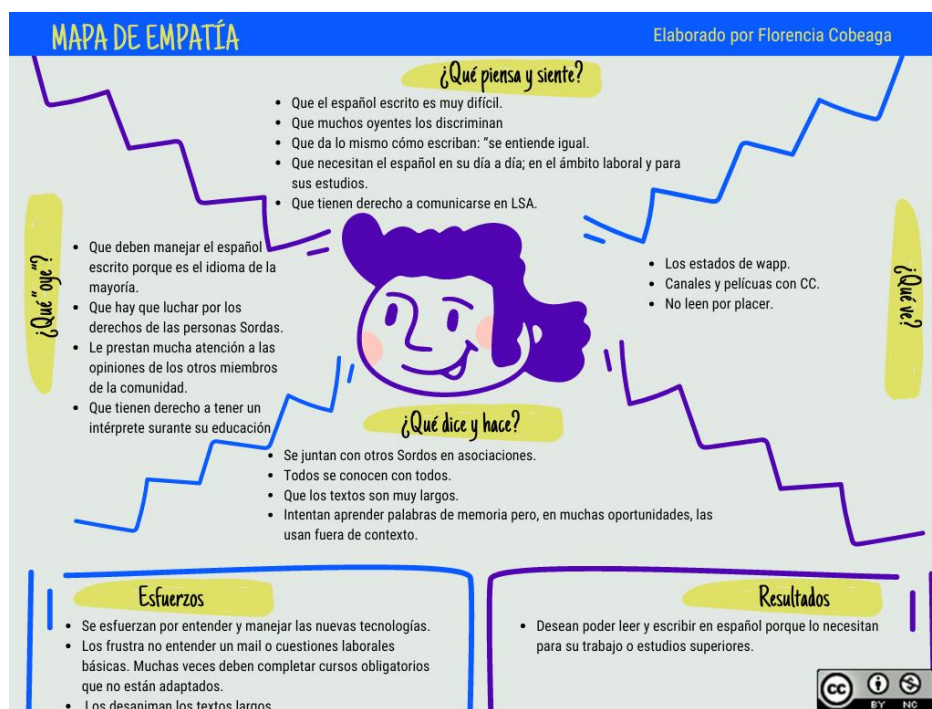 MAPA DE EMPATÍA
Elaborado por Florencia Cobeaga
¿Qué piensa y siente?
• Que el español escrito es muy difícil.
• Que muchos oyentes los discriminan
• Que da lo mismo cómo escriban: "se entiende igual.
• Que necesitan el español en su día a día; en el ámbito laboral y para
sus estudios.
• Que tienen derecho a comunicarse en LSA.
¿Qué "oye"?
• Que deben manejar el español
escrito porque es el idioma de la
mayoría.
• Que hay que luchar por los
derechos de las personas Sordas.
• Le prestan mucha atención a las
opiniones de los otros miembros
de la comunidad.
• Que tienen derecho a tener un
intérprete surante su educación
¿Qué ve?
• Los estados de wapp.
• Canales y pelícuas con CC.
• No leen por placer.
¿Qué dice y hace?
• Se juntan con otros Sordos en asociaciones.
• Todos se conocen con todos.
• Que los textos son muy largos.
• Intentan aprender palabras de memoria pero, en muchas oportunidades, las
usan fuera de contexto.
Esfuerzos
• Se esfuerzan por entender y manejar las nuevas tecnologías.
• Los frustra no entender un mail o cuestiones laborales
básicas. Muchas veces deben completar cursos obligatorios
que no están adaptados.
• Los desaniman los textos largos
Resultados
• Desean poder leer y escribir en español porque lo necesitan
para su trabajo o estudios superiores.
cc
BY NC